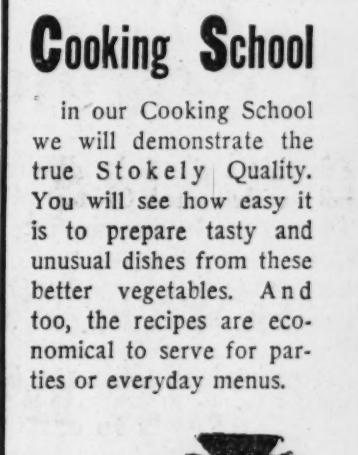 Cooking School
in our Cooking School
we will demonstrate the
true Stokely Quality.
You will see how easy it
is to prepare tasty and
unusual dishes from these
better vegetables. And
too, the recipes are eco-
nomical to serve for par-
ties or everyday menus.